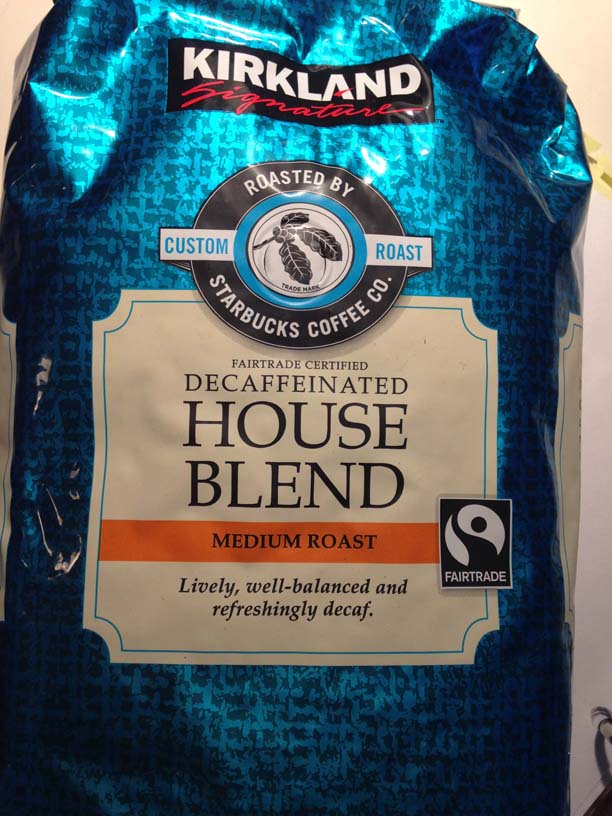 KIRKLAND
Signature
™
ROASTED BY
CUSTOM ROAST
TRADE MARK
STARBUCKS COFFEE CO.
FAIRTRADE CERTIFIED
DECAFFEINATED
HOUSE
BLEND
MEDIUM ROAST
FAIRTRADE
Lively, well-balanced and
refreshingly decaf.